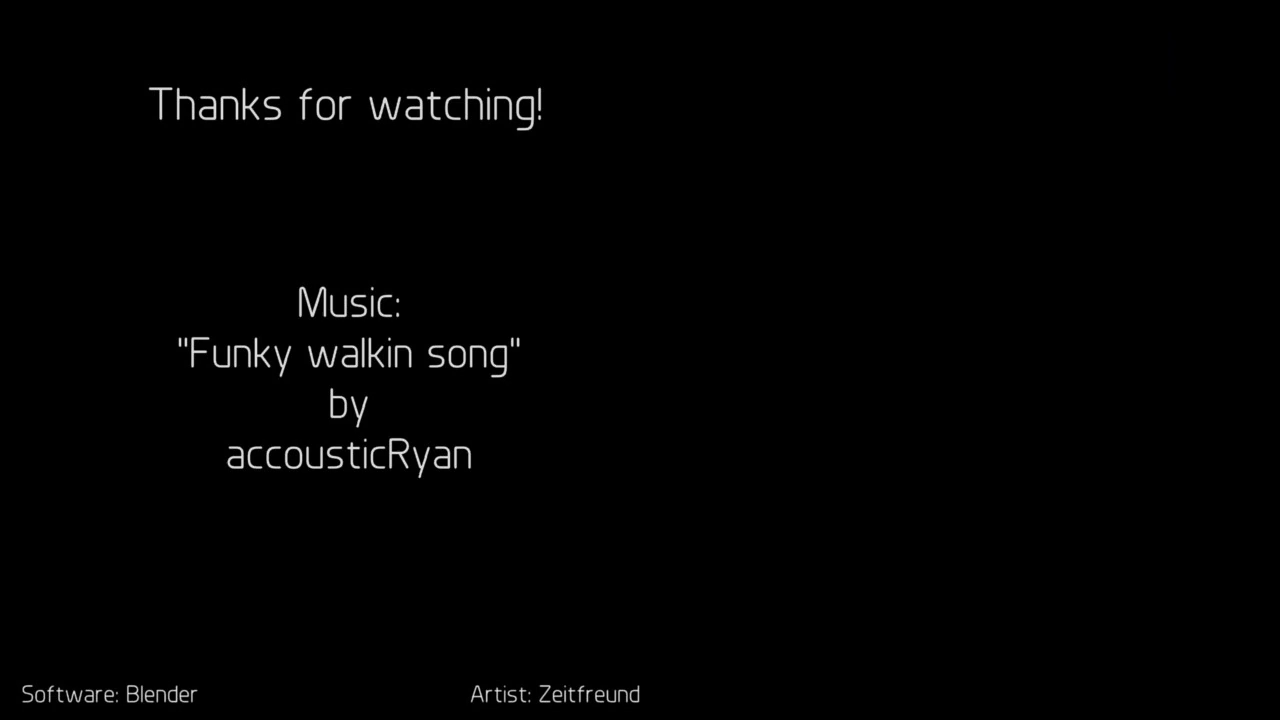 Thanks for watching!
Music:
"Funky walkin song"
by
accousticRyan
Software: Blender
Artist: Zeitfreund